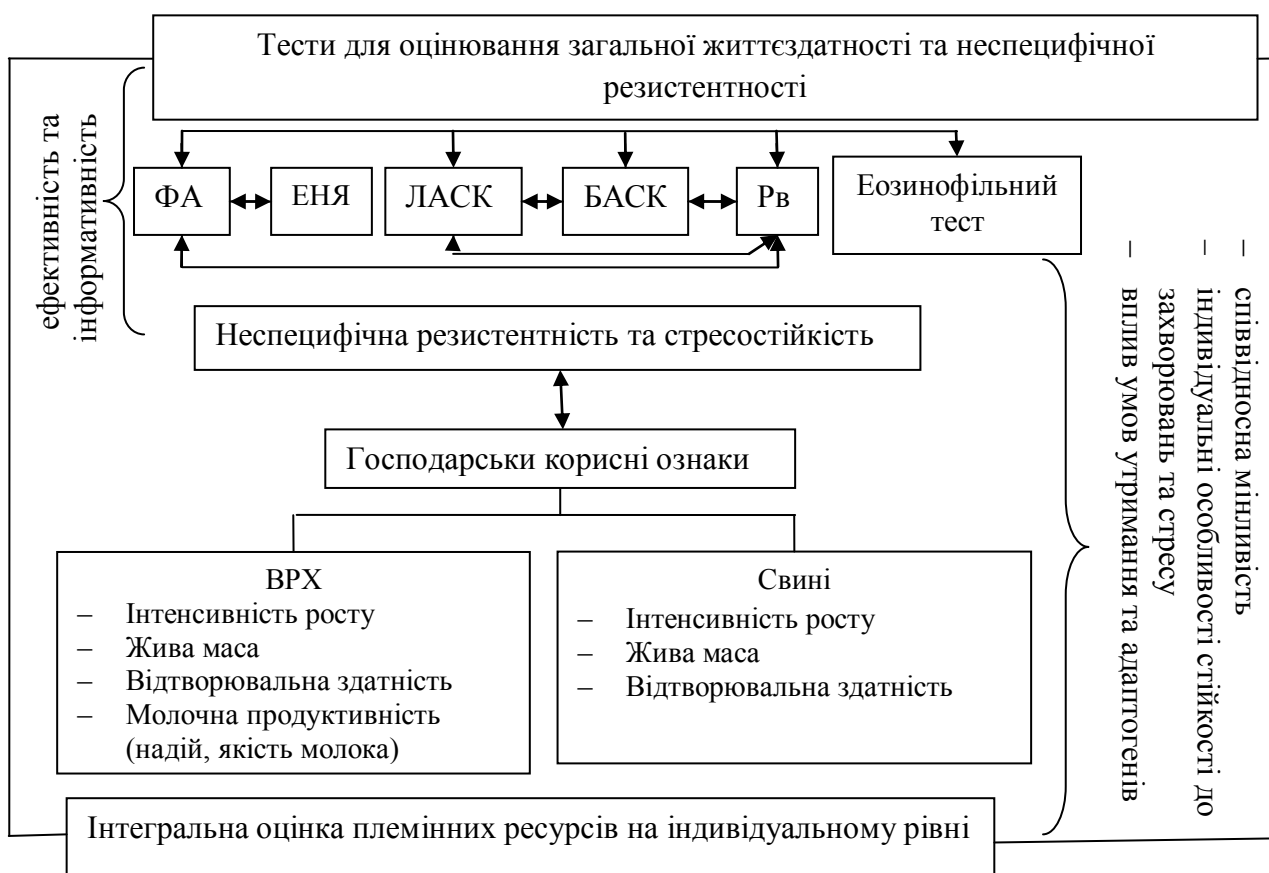 Тести для оцінювання загальної життєздатності та неспецифічної
резистентності
ефективність та
інформативність
ФА
ЕНЯ
ЛАСК
БАСК
Рв
Еозинофільний
тест
Неспецифічна резистентність та стресостійкість
Господарськи корисні ознаки
ВРХ
– Інтенсивність росту
– Жива маса
– Відтворювальна здатність
– Молочна продуктивність
(надій, якість молока)
Свині
– Інтенсивність росту
– Жива маса
– Відтворювальна здатність
– співвідносна мінливість
– індивідуальні особливості стійкості до
захворювань та стресу
– вплив умов утримання та адаптогенів
Інтегральна оцінка племінних ресурсів на індивідуальному рівні